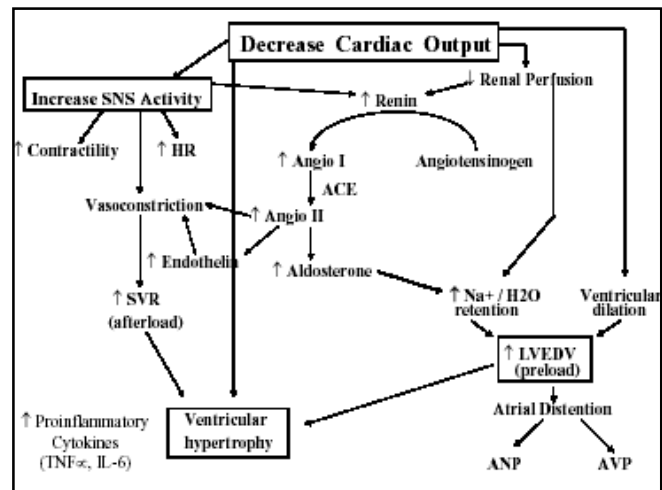 Decrease Cardiac Output
↓ Renal Perfusion
Increase SNS Activity
↑ Renin
↑ Contractility
↑ HR
↑ Angio I
Angiotensinogen
ACE
Vasoconstriction
↑ Angio II
↑ Endothelin
↑ Aldosterone
↑ SVR
(afterload)
↑ Na+ / H2O
retention
Ventricular
dilation
↑ LVEDV
(preload)
Atrial Distention
↑ Proinflammatory
Cytokines
(TNF∝, IL-6)
Ventricular
hypertrophy
ANP
AVP